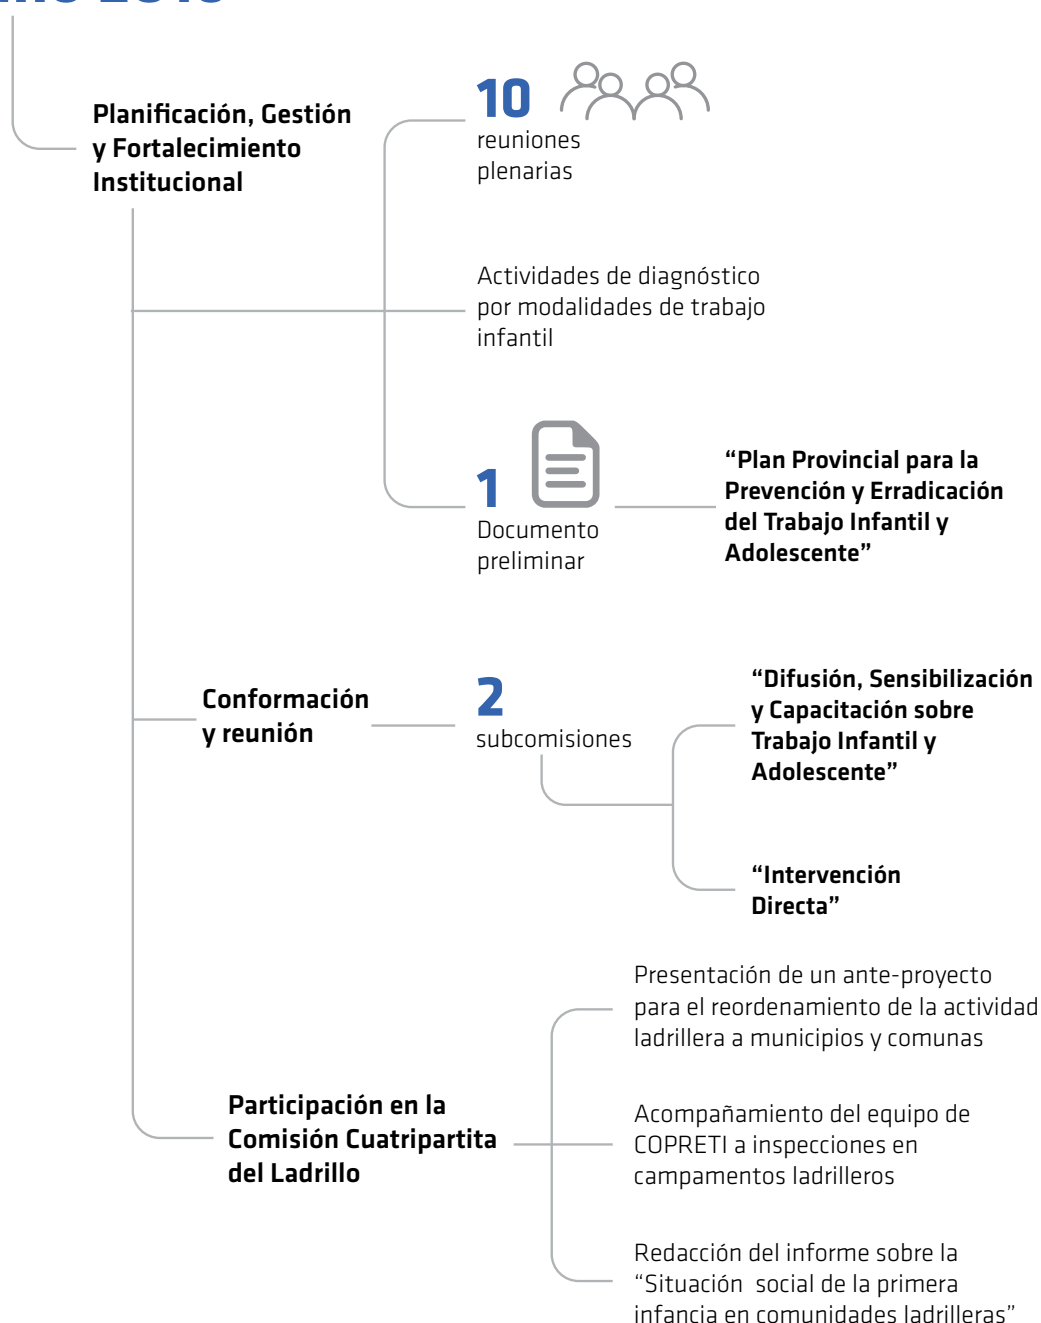 Planificación, Gestión
y Fortalecimiento
Institucional
10
reuniones
plenarias
Actividades de diagnóstico
por modalidades de trabajo
infantil
1
Documento
preliminar
“Plan Provincial para la
Prevención y Erradicación
del Trabajo Infantil y
Adolescente”
Conformación
y reunión
2
subcomisiones
“Difusión, Sensibilización
y Capacitación sobre
Trabajo Infantil y
Adolescente”
“Intervención
Directa”
Participación en la
Comisión Cuatripartita
del Ladrillo
Presentación de un ante-proyecto
para el reordenamiento de la actividad
ladrillera a municipios y comunas
Acompañamiento del equipo de
COPRETI a inspecciones en
campamentos ladrilleros
Redacción del informe sobre la
“Situación social de la primera
infancia en comunidades ladrilleras”